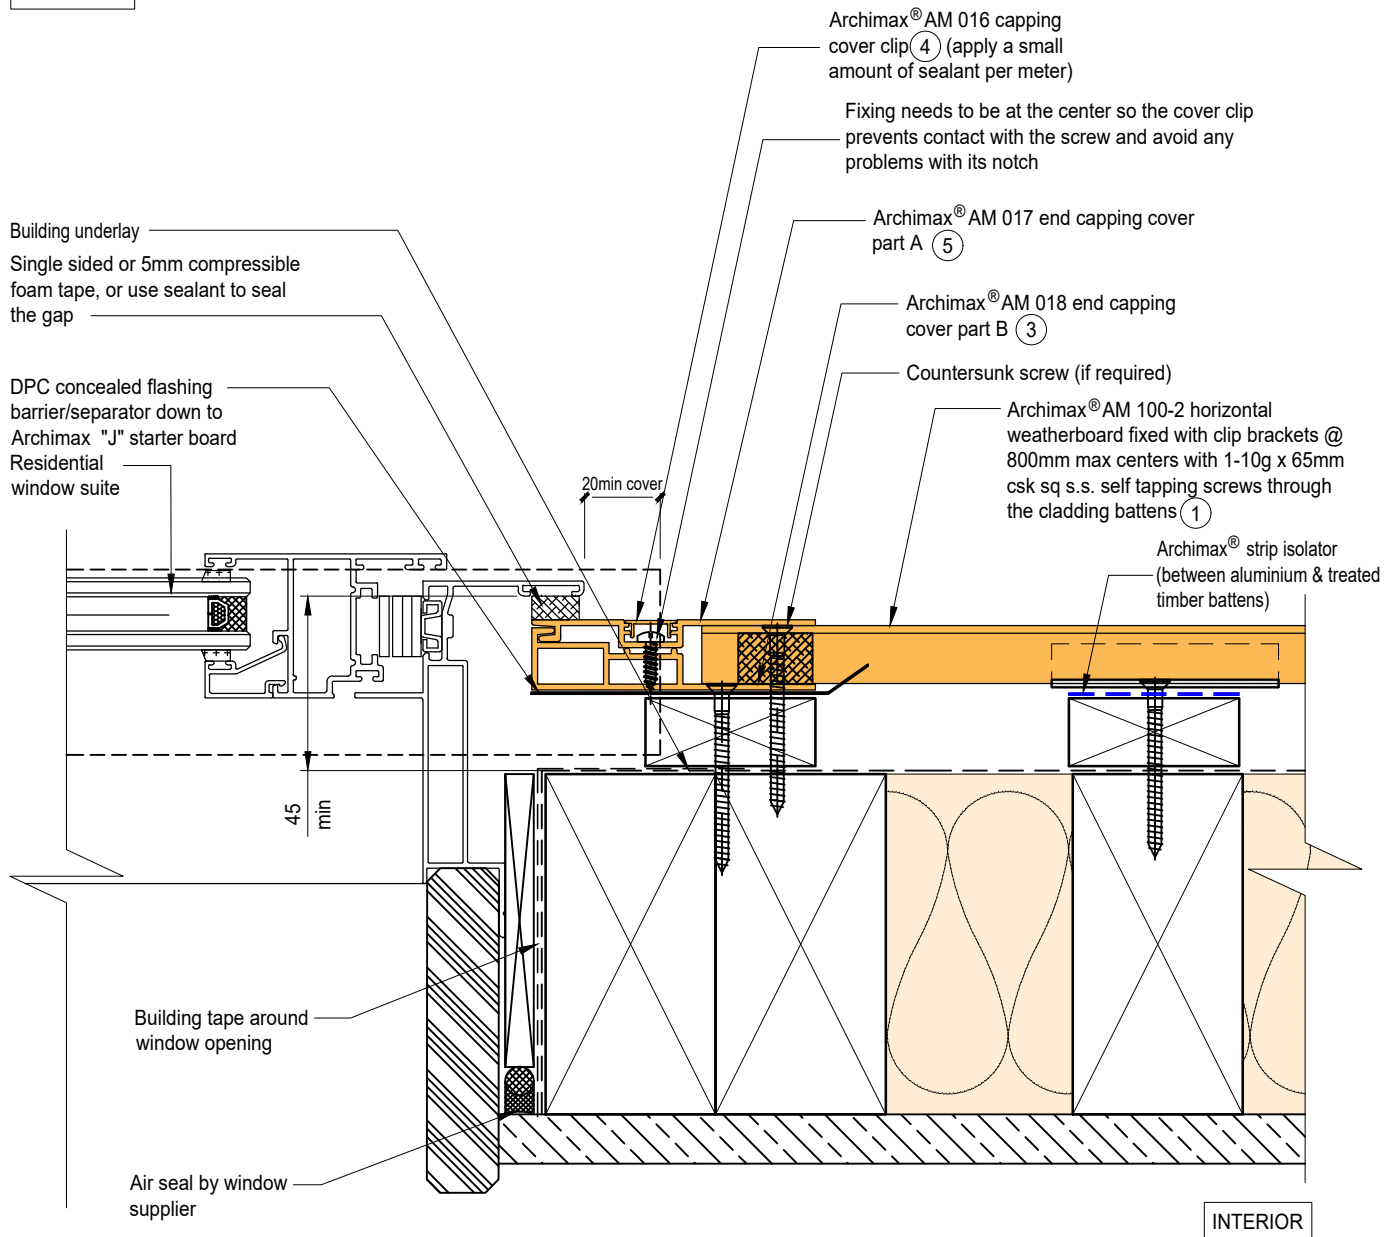 Archimax® AM 016 capping
cover clip 4 (apply a small
amount of sealant per meter)
Fixing needs to be at the center so the cover clip
prevents contact with the screw and avoid any
problems with its notch
Archimax® AM 017 end capping cover
part A 5
Building underlay
Single sided or 5mm compressible
foam tape, or use sealant to seal
the gap
Archimax® AM 018 end capping
cover part B 3
Countersunk screw (if required)
DPC concealed flashing
barrier/separator down to
Archimax "J" starter board
Residential
window suite
Archimax® AM 100-2 horizontal
weatherboard fixed with clip brackets @
800mm max centers with 1-10g x 65mm
csk sq s.s. self tapping screws through
the cladding battens 1
20min cover
Archimax® strip isolator
(between aluminium & treated
timber battens)
45
min
Building tape around
window opening
Air seal by window
supplier
INTERIOR